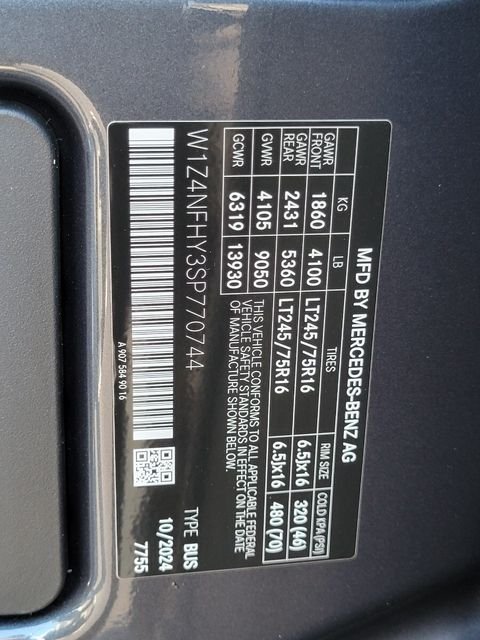 MFD BY MERCEDES-BENZ AG
KG LB TIRES RIM SIZE COLD KPA(PSI)
GAWR FRONT 1860 4100 LT245/75R16 6.5Jx16 320 (46)
GAWR REAR 2431 5360 LT245/75R16 6.5Jx16 480 (70)
GVWR 4105 9050
GCWR 6319 13930
THIS VEHICLE CONFORMS TO ALL APPLICABLE FEDERAL
VEHICLE SAFETY STANDARDS IN EFFECT ON THE DATE
OF MANUFACTURE SHOWN ABOVE.
W1Z4NFHY3SP770744
TYPE BUS
10/2024
7755
A 907 584 90 16